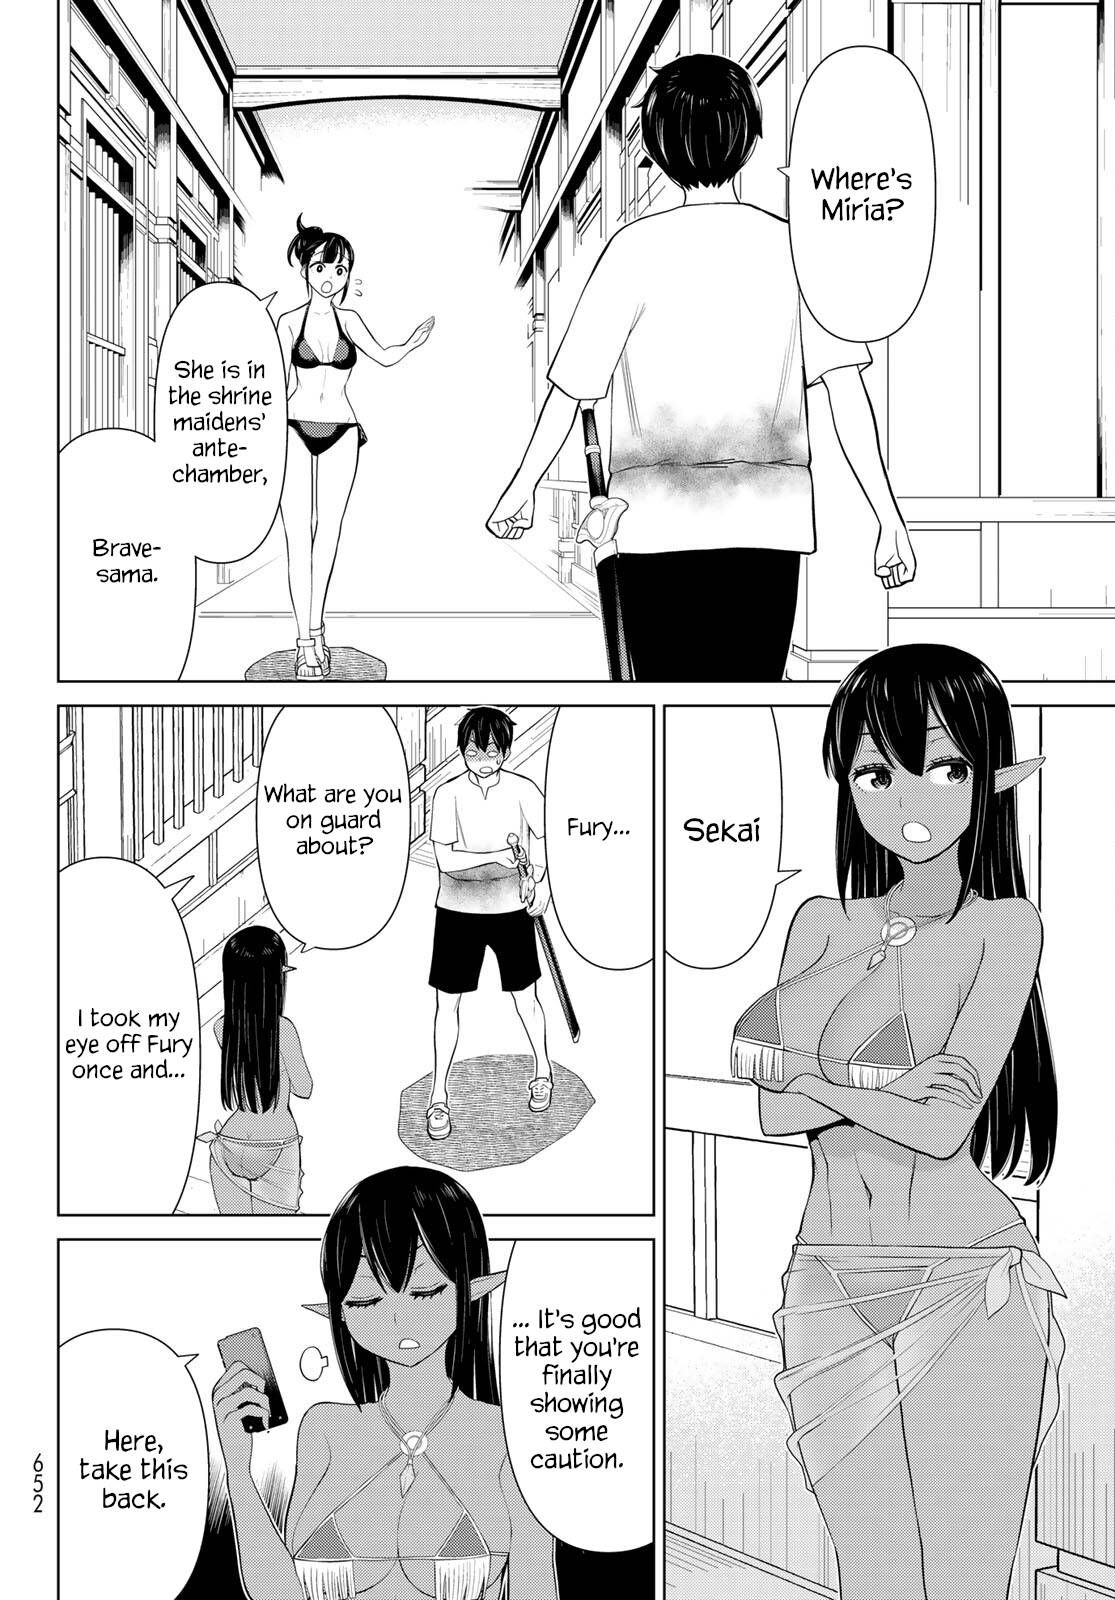 Where's
Miria?
She is in
the shrine
maidens'
ante-
chamber,
Brave-
sama.
Sekai
Fury...
What are you
on guard
about?
I took my
eye off Fury
once and...
... It's good
that you're
finally
showing
some
caution.
Here,
take this
back.
652